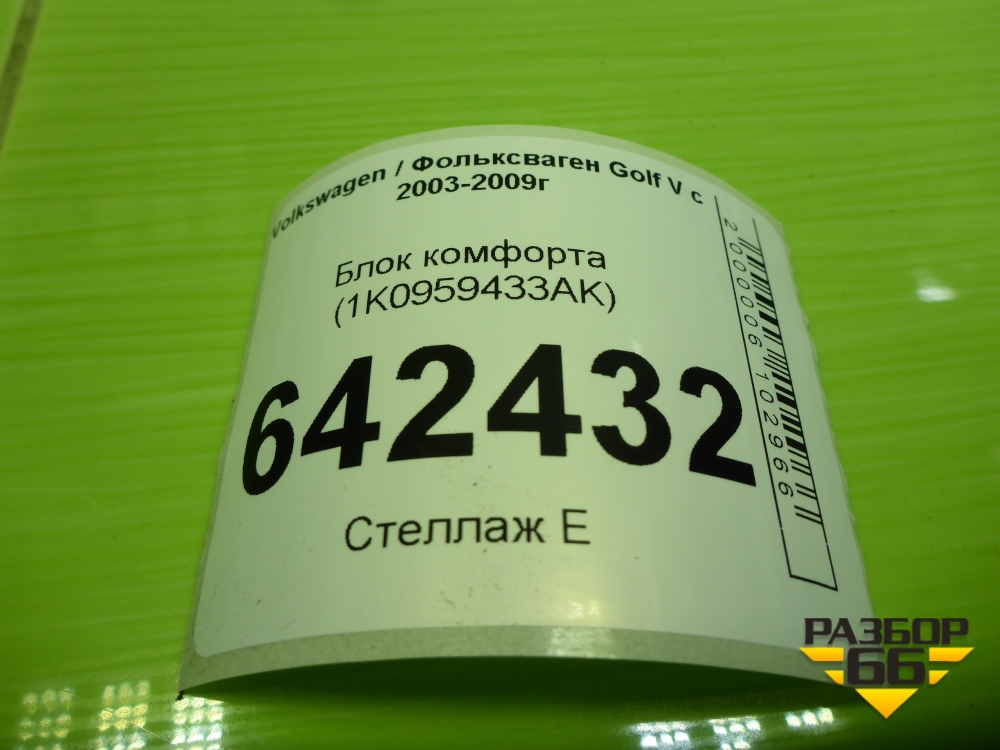 Volkswagen / Фольксваген Golf V с
2003-2009г
Блок комфорта
(1K0959433AK)
642432
Стеллаж Е
2000006102966
РАЗБОР
66